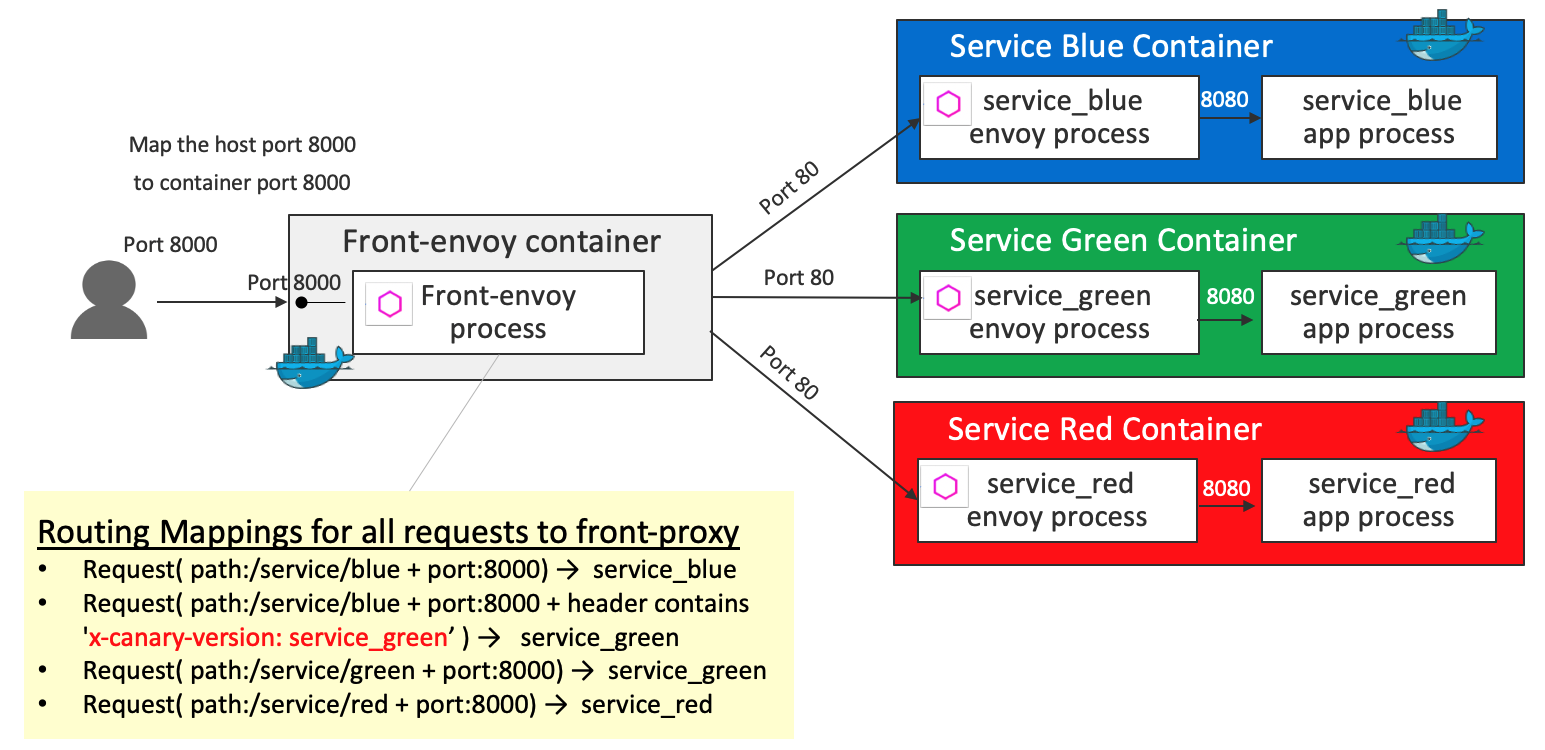 Map the host port 8000
to container port 8000
Port 8000
Port 8000
Front-envoy container
Front-envoy
process
Port 80
Port 80
Port 80
Service Blue Container
service_blue
envoy process
8080
service_blue
app process
Service Green Container
service_green
envoy process
8080
service_green
app process
Service Red Container
service_red
envoy process
8080
service_red
app process
Routing Mappings for all requests to front-proxy
• Request( path:/service/blue + port:8000) → service_blue
• Request( path:/service/blue + port:8000 + header contains
'x-canary-version: service_green’ ) → service_green
• Request( path:/service/green + port:8000) → service_green
• Request( path:/service/red + port:8000) → service_red